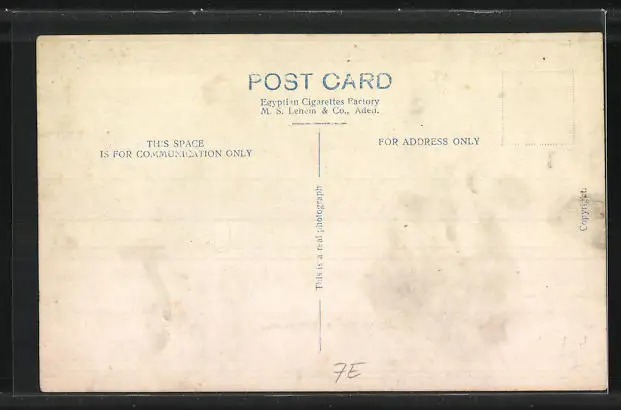 POST CARD
Egyptian Cigarettes Factory
M. S. Lehem & Co., Aden.
THIS SPACE
IS FOR COMMUNICATION ONLY
FOR ADDRESS ONLY
This is a real photograph
Copyright.
7E